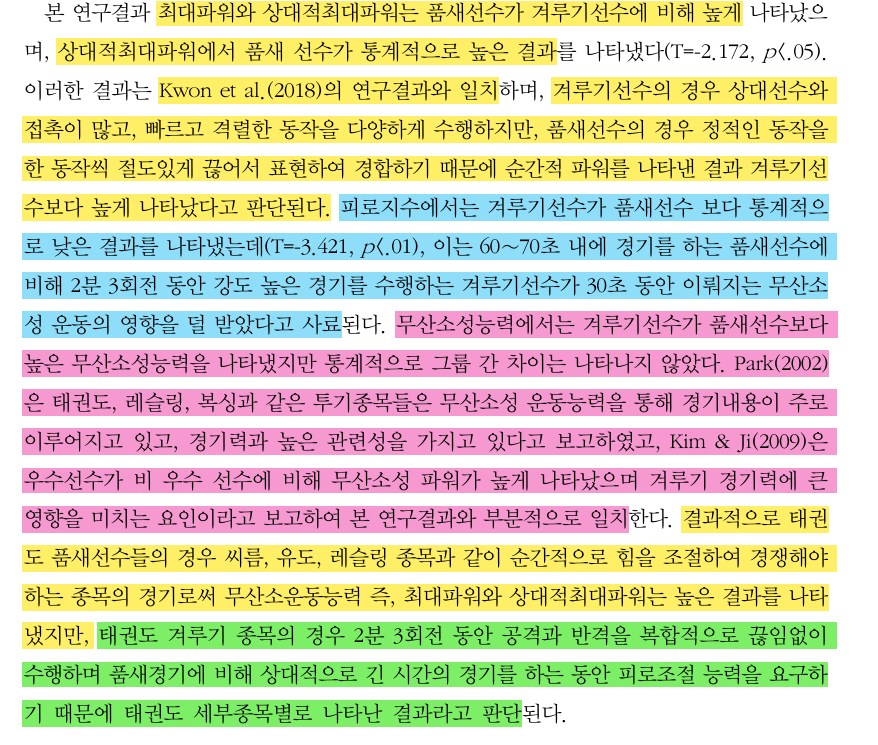 본 연구결과 최대파워와 상대적최대파워는 품새선수가 겨루기선수에 비해 높게 나타났으
며, 상대적최대파워에서 품새 선수가 통계적으로 높은 결과를 나타냈다(T=-2.172, p<.05).
이러한 결과는 Kwon et al.(2018)의 연구결과와 일치하며, 겨루기선수의 경우 상대선수와
접촉이 많고, 빠르고 격렬한 동작을 다양하게 수행하지만, 품새선수의 경우 정적인 동작을
한 동작씩 절도있게 끊어서 표현하여 경합하기 때문에 순간적 파워를 나타낸 결과 겨루기선
수보다 높게 나타났다고 판단된다. 피로지수에서는 겨루기선수가 품새선수 보다 통계적으
로 낮은 결과를 나타냈는데(T=-3.421, p<.01), 이는 60~70초 내에 경기를 하는 품새선수에
비해 2분 3회전 동안 강도 높은 경기를 수행하는 겨루기선수가 30초 동안 이뤄지는 무산소
성 운동의 영향을 덜 받았다고 사료된다. 무산소성능력에서는 겨루기선수가 품새선수보다
높은 무산소성능력을 나타냈지만 통계적으로 그룹 간 차이는 나타나지 않았다. Park(2002)
은 태권도, 레슬링, 복싱과 같은 투기종목들은 무산소성 운동능력을 통해 경기내용이 주로
이루어지고 있고, 경기력과 높은 관련성을 가지고 있다고 보고하였고, Kim & Ji(2009)은
우수선수가 비 우수 선수에 비해 무산소성 파워가 높게 나타났으며 겨루기 경기력에 큰
영향을 미치는 요인이라고 보고하여 본 연구결과와 부분적으로 일치한다. 결과적으로 태권
도 품새선수들의 경우 씨름, 유도, 레슬링 종목과 같이 순간적으로 힘을 조절하여 경쟁해야
하는 종목의 경기로써 무산소운동능력 즉, 최대파워와 상대적최대파워는 높은 결과를 나타
냈지만, 태권도 겨루기 종목의 경우 2분 3회전 동안 공격과 반격을 복합적으로 끊임없이
수행하며 품새경기에 비해 상대적으로 긴 시간의 경기를 하는 동안 피로조절 능력을 요구하
기 때문에 태권도 세부종목별로 나타난 결과라고 판단된다.